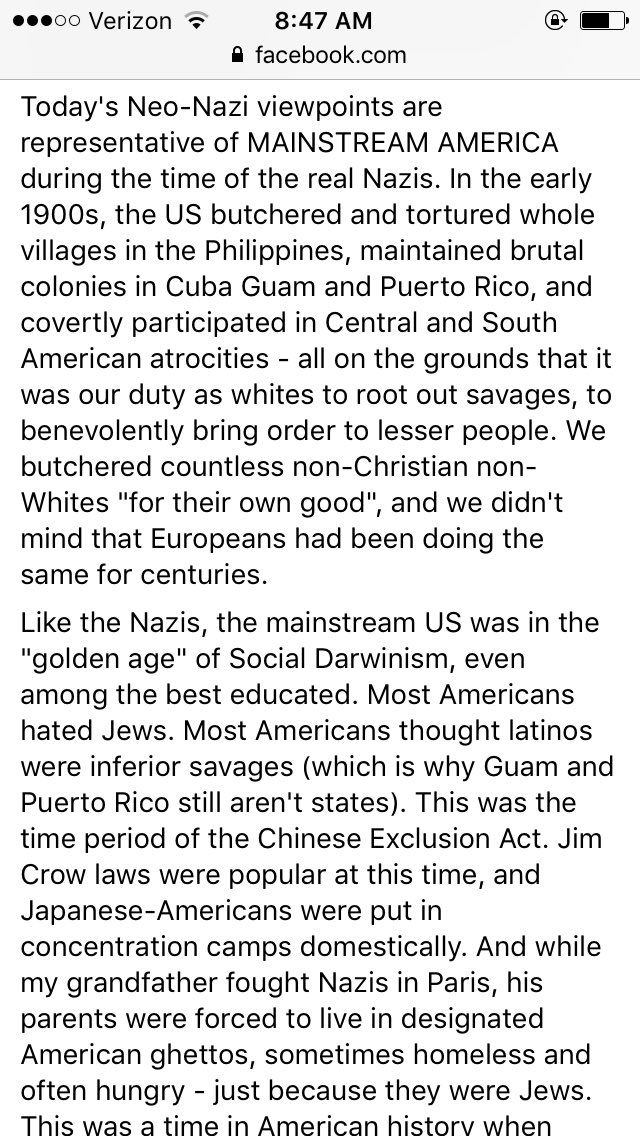 Verizon 8:47 AM
facebook.com
Today's Neo-Nazi viewpoints are
representative of MAINSTREAM AMERICA
during the time of the real Nazis. In the early
1900s, the US butchered and tortured whole
villages in the Philippines, maintained brutal
colonies in Cuba Guam and Puerto Rico, and
covertly participated in Central and South
American atrocities - all on the grounds that it
was our duty as whites to root out savages, to
benevolently bring order to lesser people. We
butchered countless non-Christian non-
Whites "for their own good", and we didn't
mind that Europeans had been doing the
same for centuries.
Like the Nazis, the mainstream US was in the
"golden age" of Social Darwinism, even
among the best educated. Most Americans
hated Jews. Most Americans thought latinos
were inferior savages (which is why Guam and
Puerto Rico still aren't states). This was the
time period of the Chinese Exclusion Act. Jim
Crow laws were popular at this time, and
Japanese-Americans were put in
concentration camps domestically. And while
my grandfather fought Nazis in Paris, his
parents were forced to live in designated
American ghettos, sometimes homeless and
often hungry - just because they were Jews.
This was a time in American history when